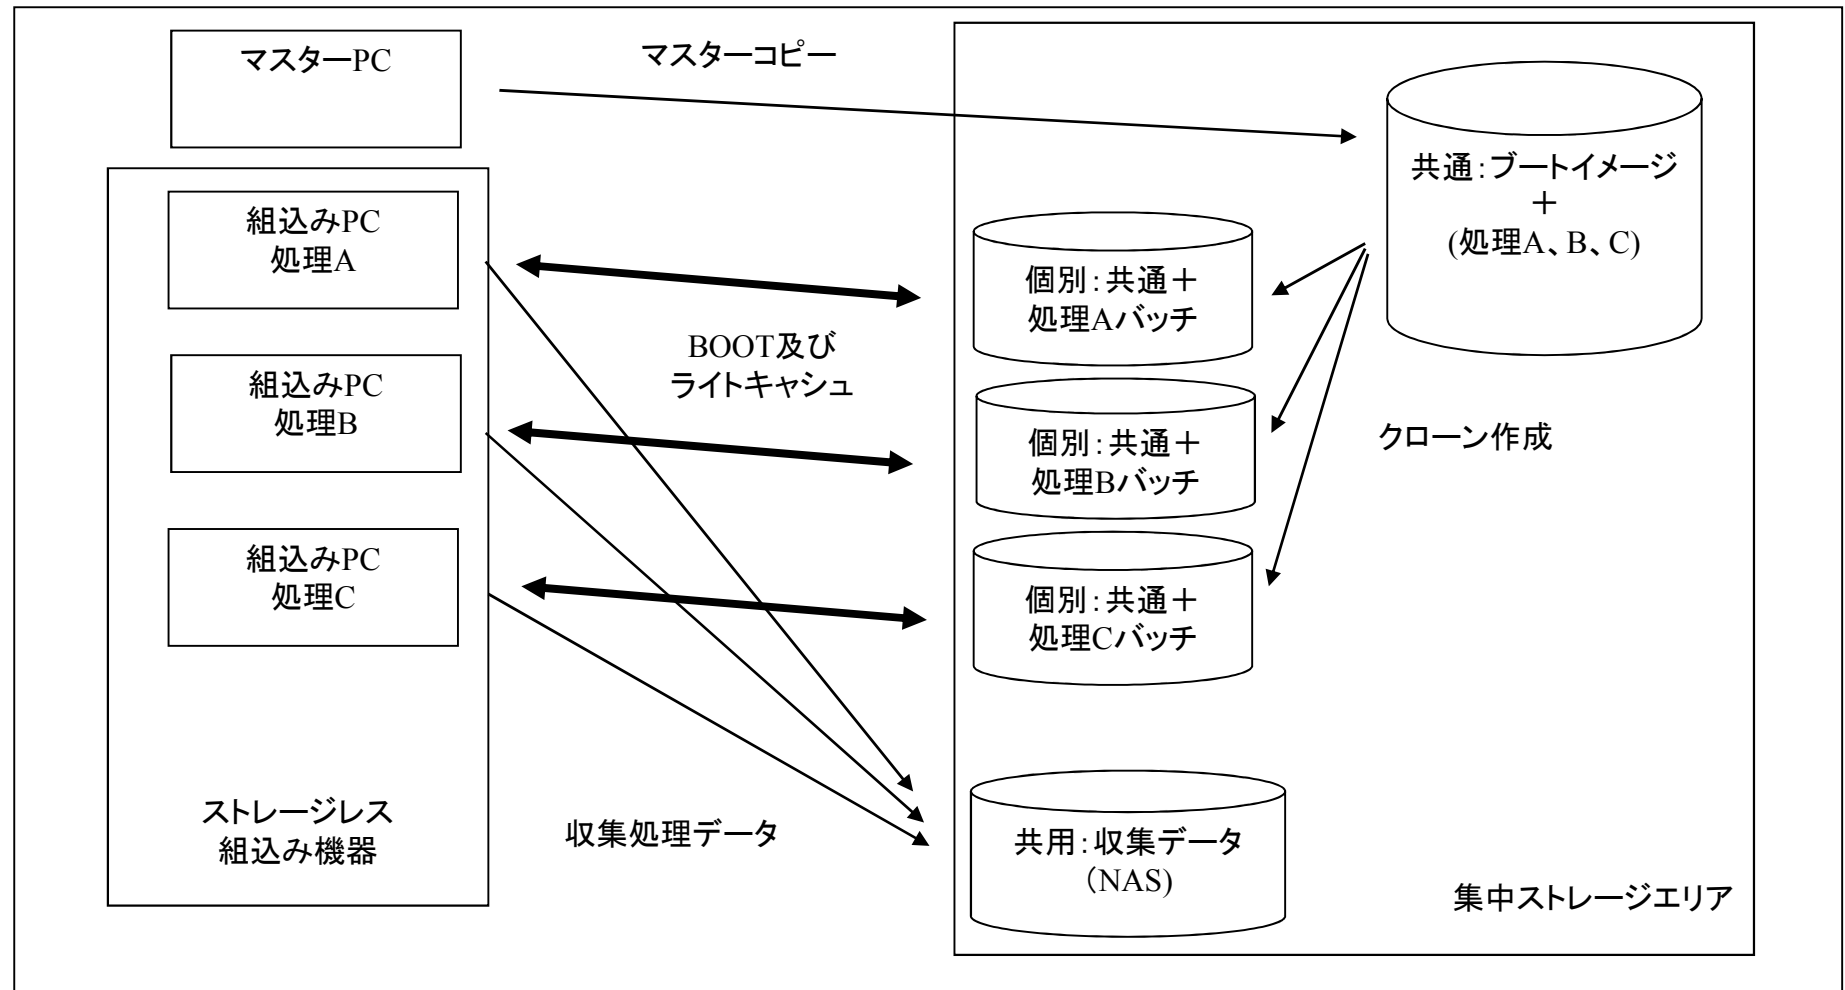 マスターPC
マスターコピー
共通:ブートイメージ
+
(処理A、B、C)
組込みPC
処理A
個別:共通+
処理Aバッチ
BOOT及び
ライトキャシュ
組込みPC
処理B
個別:共通+
処理Bバッチ
クローン作成
組込みPC
処理C
個別:共通+
処理Cバッチ
ストレージレス
組込み機器
収集処理データ
共用:収集データ
(NAS)
集中ストレージエリア